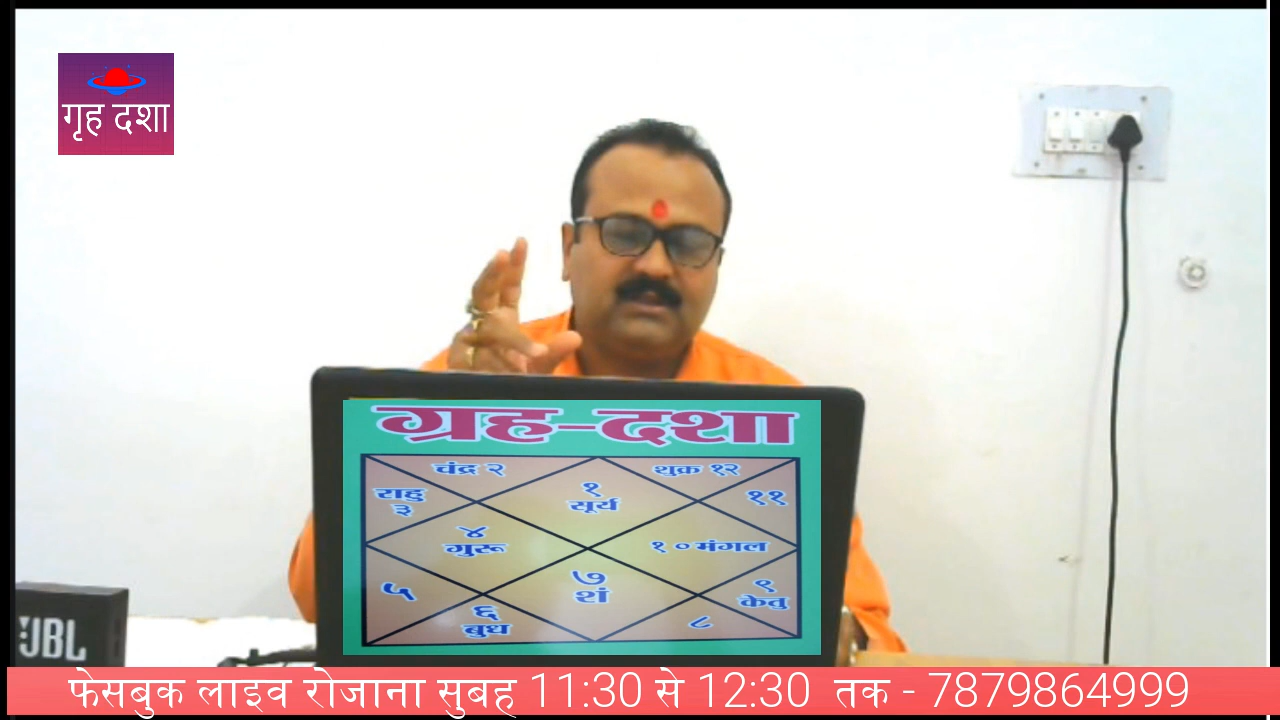 गृह दशा
ग्रह-दशा
चंद्र २
शुक्र १२
राहु
३
१
सूर्य
११
४
गुरू
१० मंगल
५
७
शं
९
केतु
६
बुध
८
JBL
फेसबुक लाइव रोजाना सुबह 11:30 से 12:30 तक - 7879864999